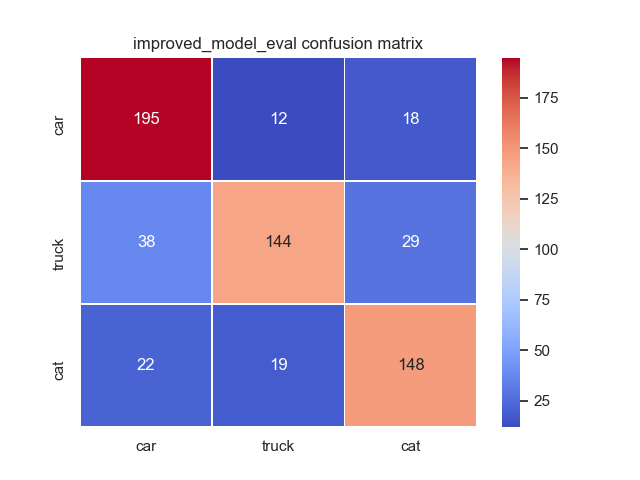 improved_model_eval confusion matrix
car
195
12
18
truck
38
144
29
cat
22
19
148
car
truck
cat
175
150
125
100
75
50
25